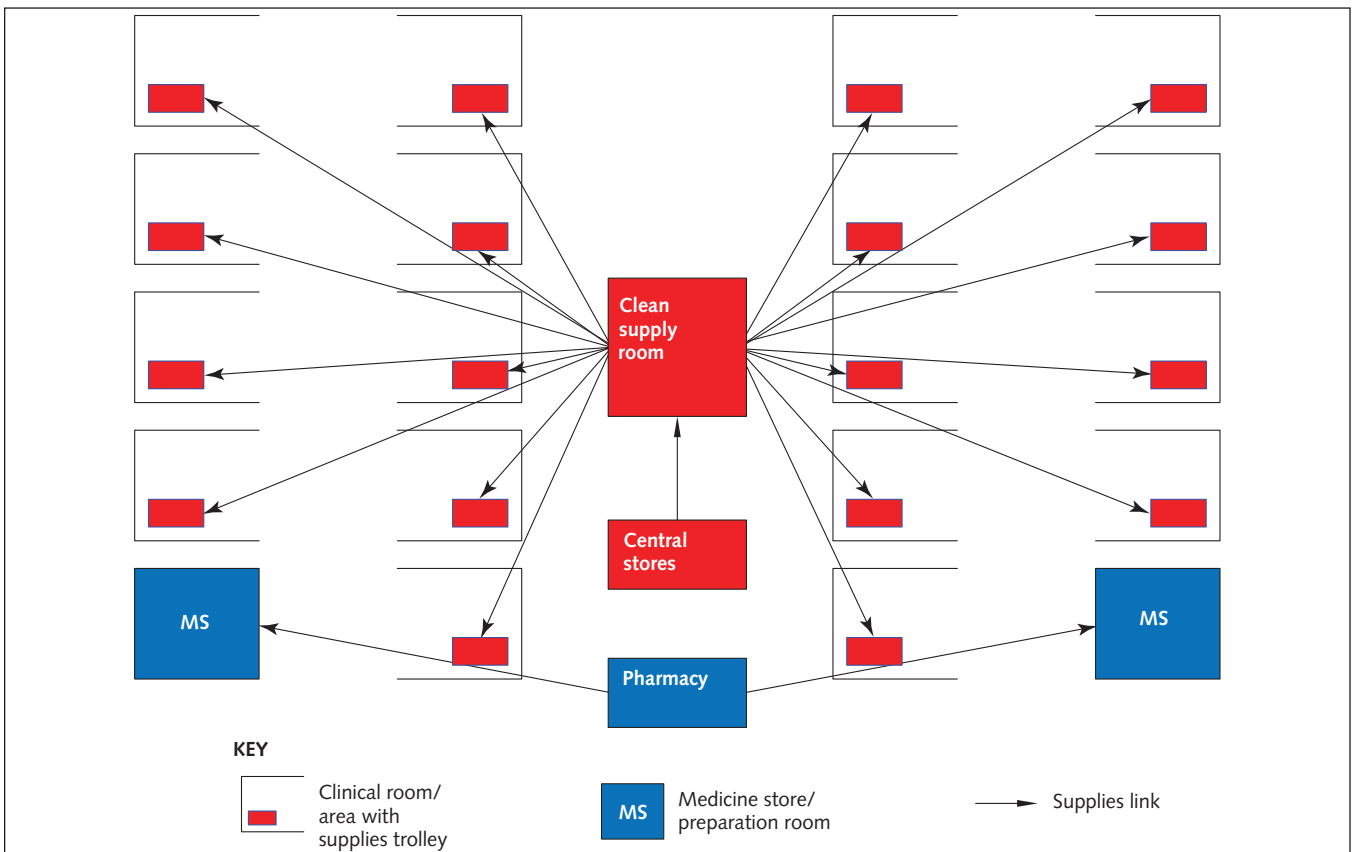 Clean
supply
room
Central
stores
MS
Pharmacy
MS
KEY
Clinical room/
area with
supplies trolley
MS
Medicine store/
preparation room
Supplies link